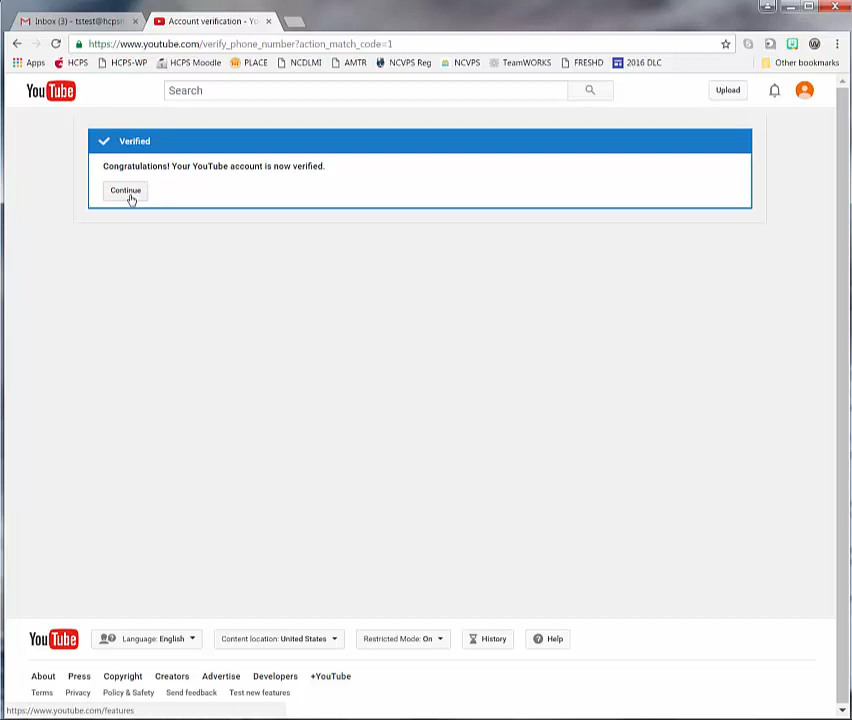 Inbox (3) - tstest@hcps
Account verification - Yo
https://www.youtube.com/verify_phone_number?action_match_code=1
Apps HCPS HCPS-WP HCPS Moodle PLACE NCDLMI AMTR NCVPS Reg NCVPS TeamWORKS FRESHD 2016 DLC Other bookmarks
YouTube Search Upload
Verified
Congratulations! Your YouTube account is now verified.
Continue
YouTube Language: English Content location: United States Restricted Mode: On History Help
About Press Copyright Creators Advertise Developers +YouTube
Terms Privacy Policy & Safety Send feedback Test new features
https://www.youtube.com/features